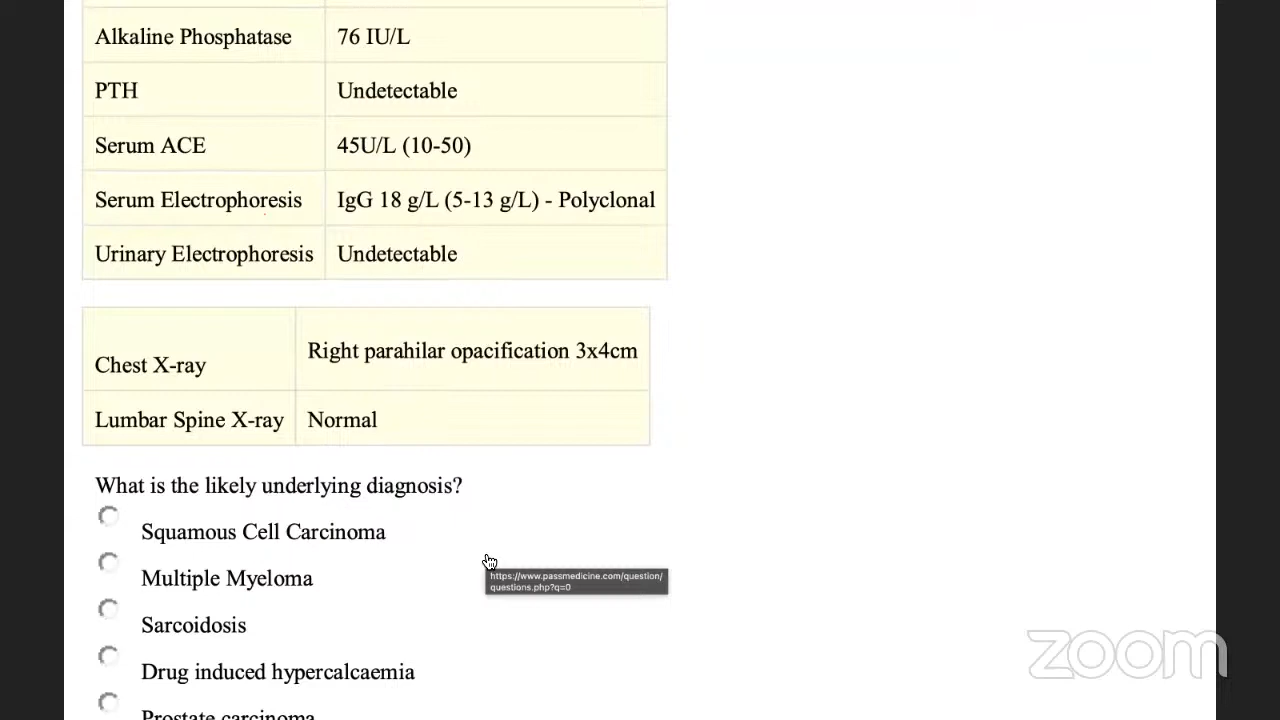 Alkaline Phosphatase 76 IU/L
PTH Undetectable
Serum ACE 45U/L (10-50)
Serum Electrophoresis IgG 18 g/L (5-13 g/L) - Polyclonal
Urinary Electrophoresis Undetectable
Chest X-ray Right parahilar opacification 3x4cm
Lumbar Spine X-ray Normal
What is the likely underlying diagnosis?
Squamous Cell Carcinoma
https://www.passmedicine.com/question/
questions.php?q=0
Multiple Myeloma
Sarcoidosis
Drug induced hypercalcaemia
Prostate carcinoma
zoom